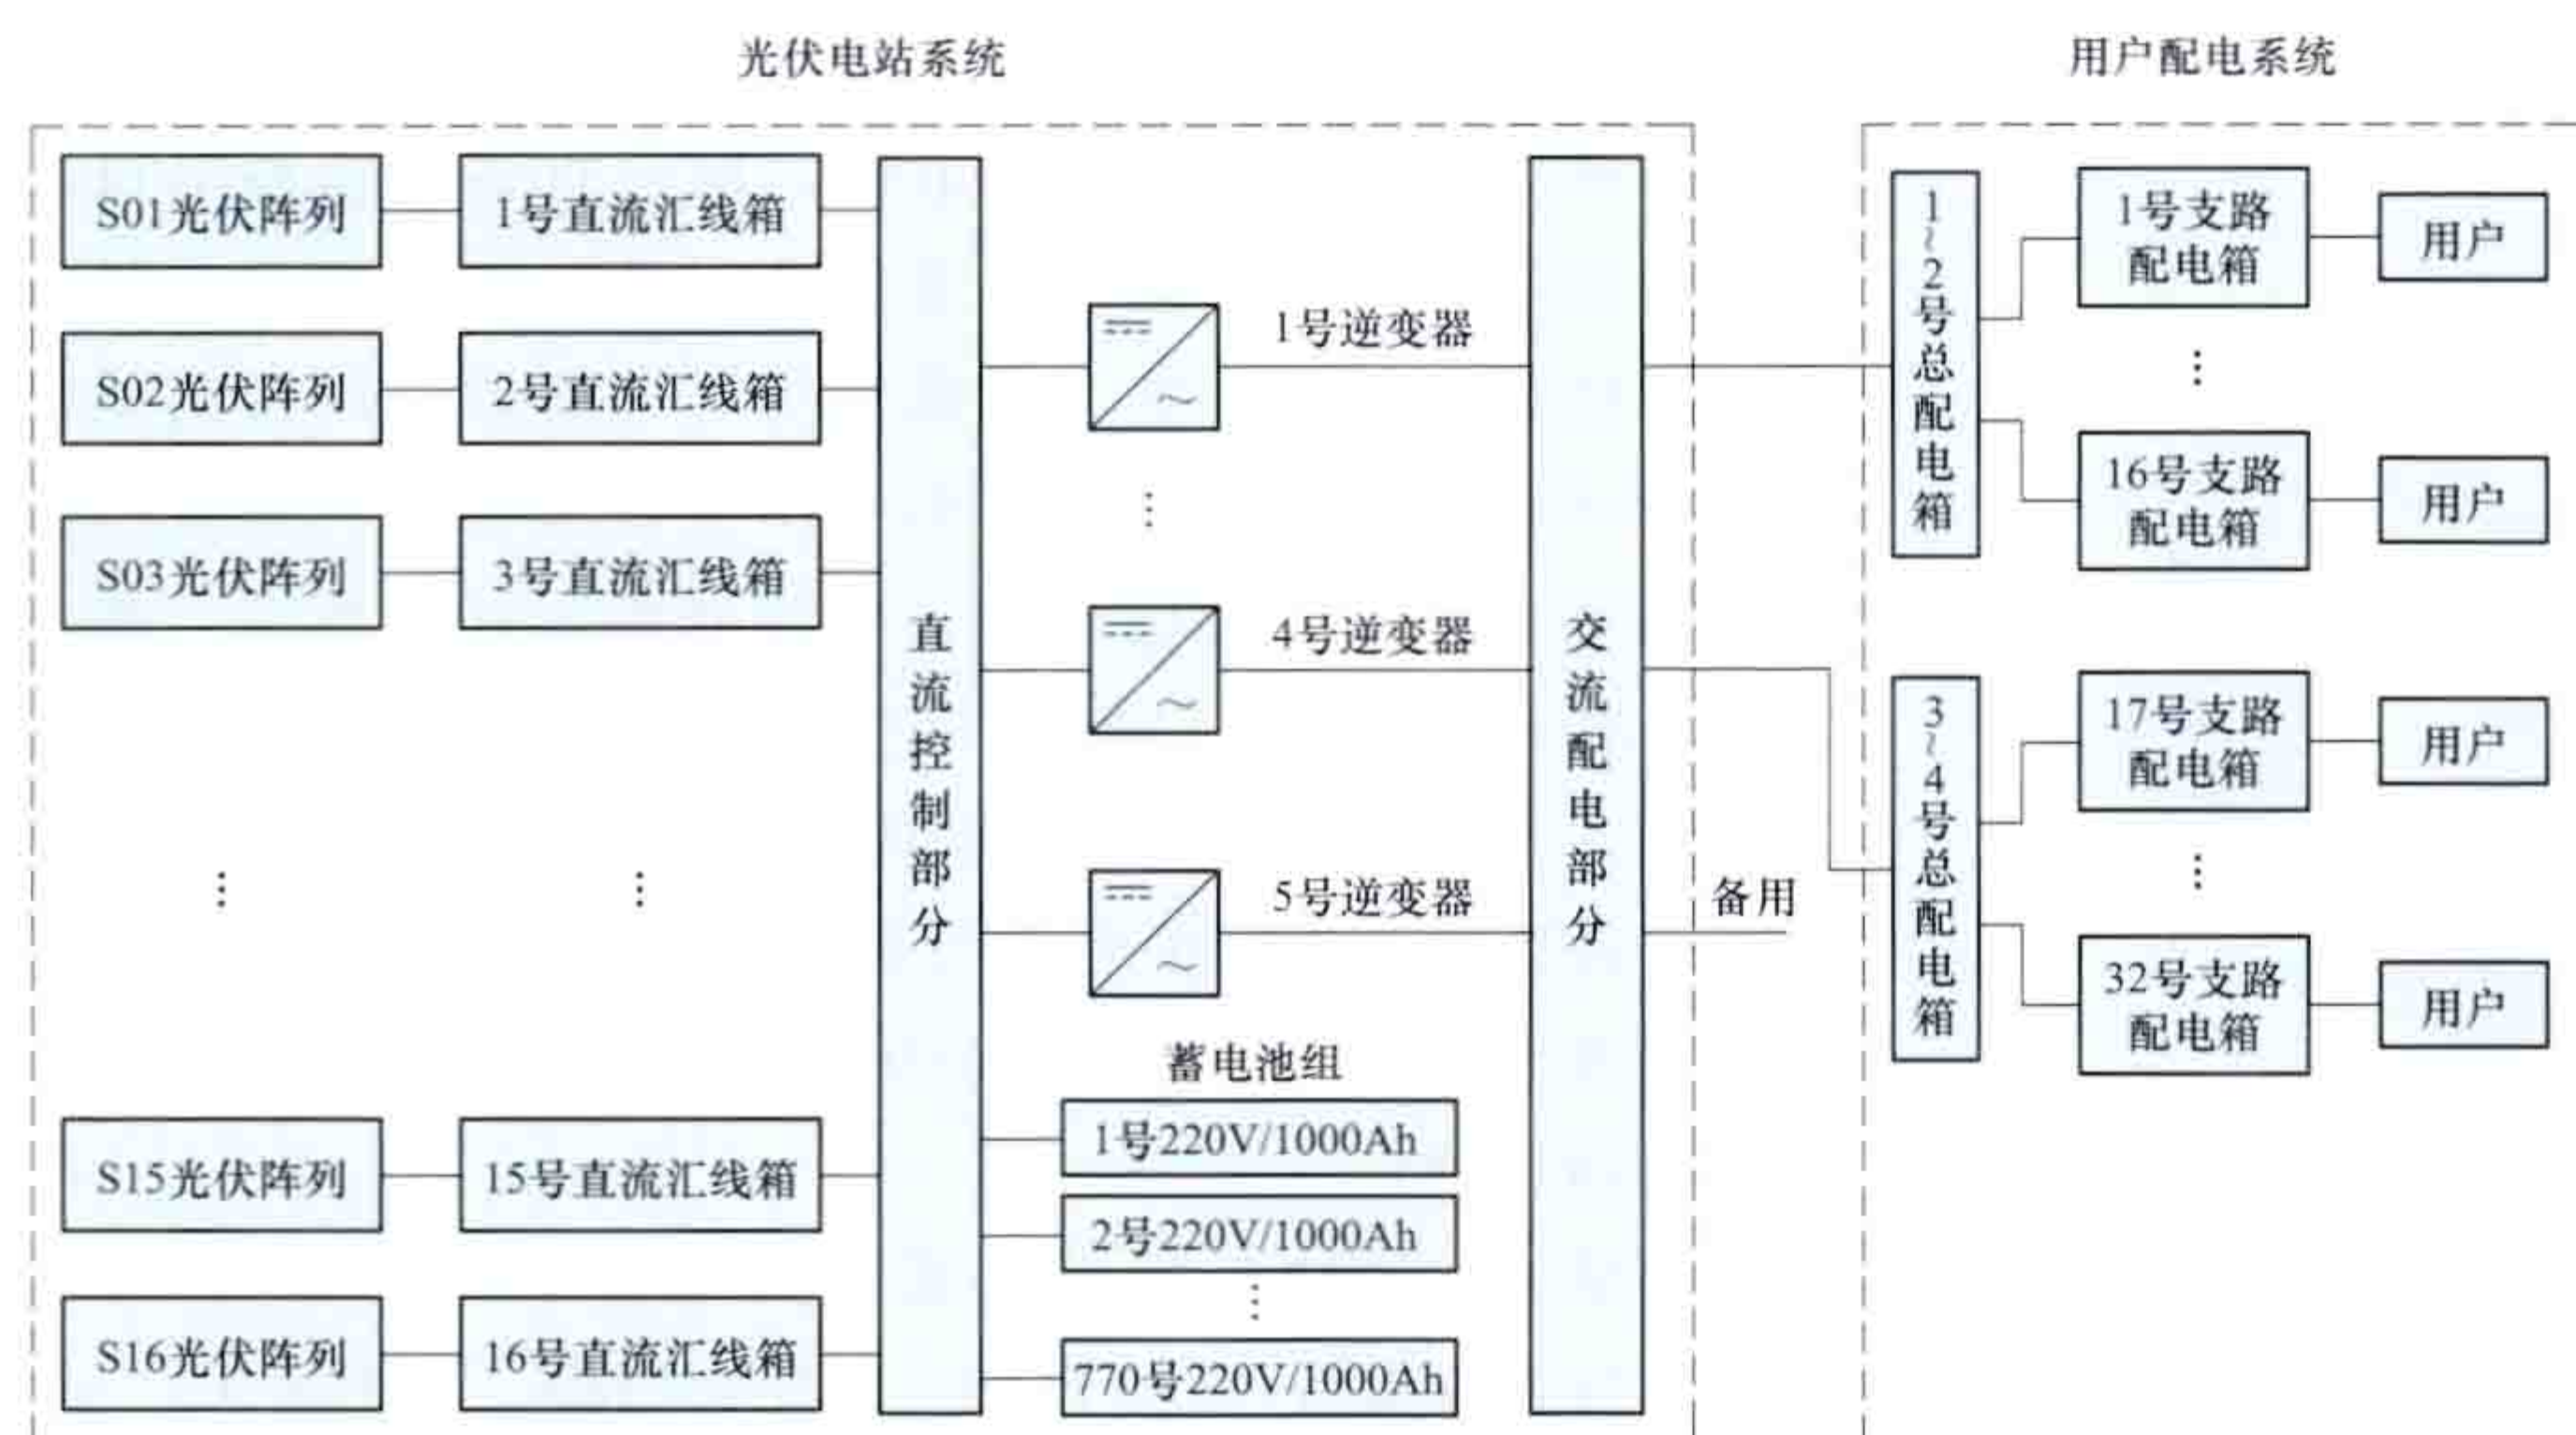 光伏电站系统
用户配电系统
S01光伏阵列
1号直流汇线箱
S02光伏阵列
2号直流汇线箱
S03光伏阵列
3号直流汇线箱
⋮
⋮
S15光伏阵列
15号直流汇线箱
S16光伏阵列
16号直流汇线箱
直流控制部分
1号逆变器
⋮
4号逆变器
5号逆变器
蓄电池组
1号220V/1000Ah
2号220V/1000Ah
⋮
770号220V/1000Ah
交流配电部分
备用
1~2号总配电箱
1号支路
配电箱
用户
⋮
16号支路
配电箱
用户
3~4号总配电箱
17号支路
配电箱
用户
⋮
32号支路
配电箱
用户